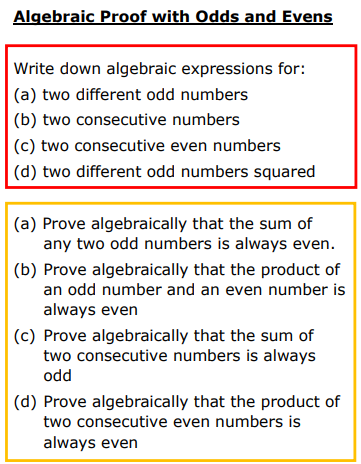 Algebraic Proof with Odds and Evens
Write down algebraic expressions for:
(a) two different odd numbers
(b) two consecutive numbers
(c) two consecutive even numbers
(d) two different odd numbers squared
(a) Prove algebraically that the sum of
any two odd numbers is always even.
(b) Prove algebraically that the product of
an odd number and an even number is
always even
(c) Prove algebraically that the sum of
two consecutive numbers is always
odd
(d) Prove algebraically that the product of
two consecutive even numbers is
always even